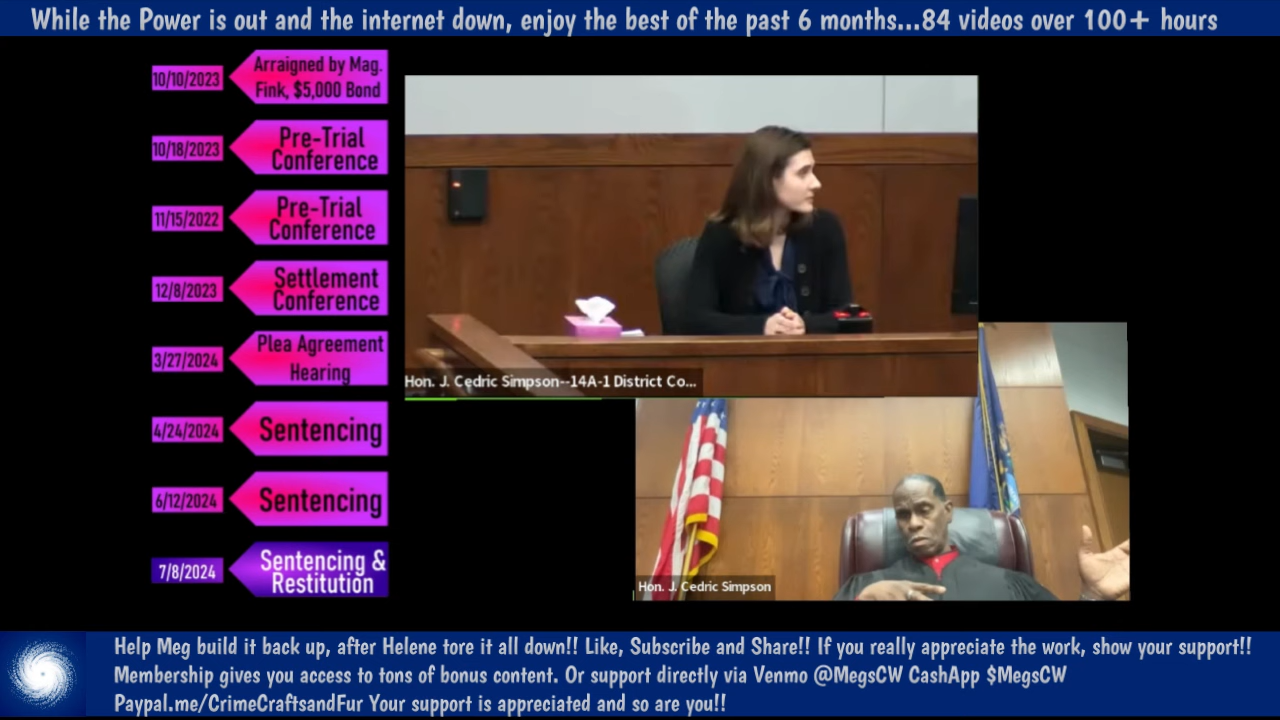 While the Power is out and the internet down, enjoy the best of the past 6 months...84 videos over 100+ hours
10/10/2023
Arraigned by Mag.
Fink, $5,000 Bond
10/18/2023
Pre-Trial
Conference
11/15/2022
Pre-Trial
Conference
12/8/2023
Settlement
Conference
3/27/2024
Plea Agreement
Hearing
4/24/2024
Sentencing
6/12/2024
Sentencing
7/8/2024
Sentencing &
Restitution
Hon. J. Cedric Simpson--14A-1 District Co...
Hon. J. Cedric Simpson
Help Meg build it back up, after Helene tore it all down!! Like, Subscribe and Share!! If you really appreciate the work, show your support!!
Membership gives you access to tons of bonus content. Or support directly via Venmo @MegsCW CashApp $MegsCW
Paypal.me/CrimeCraftsandFur Your support is appreciated and so are you!!